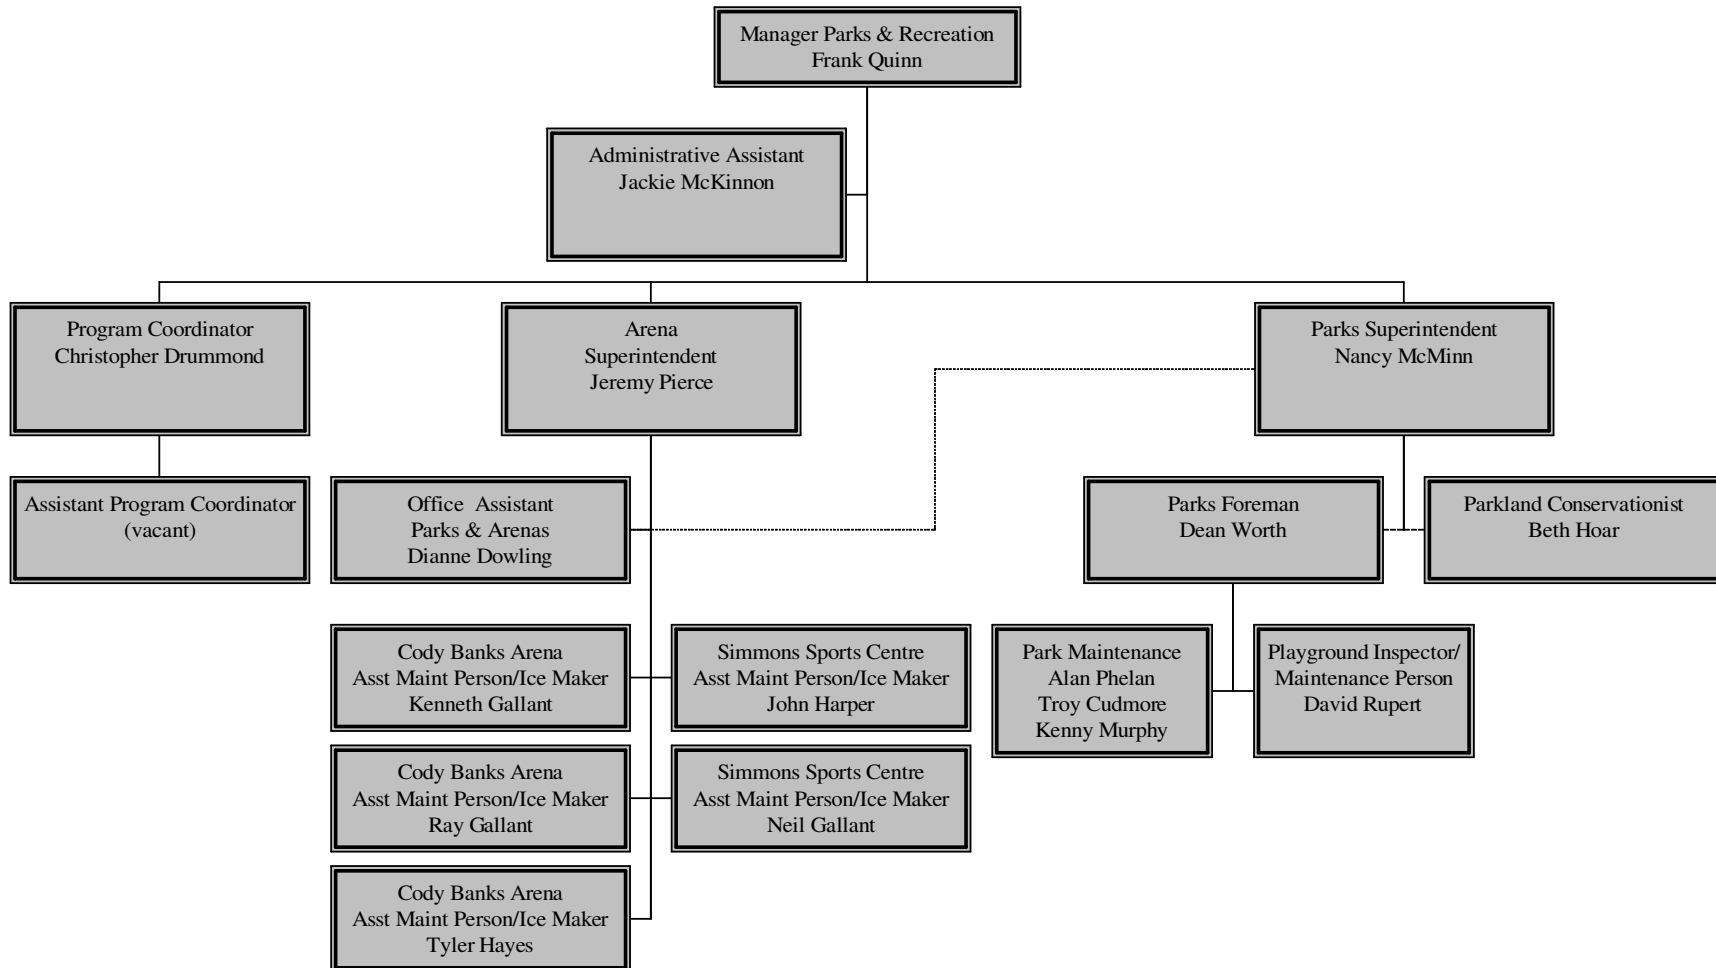 Manager Parks & Recreation
Frank Quinn
Administrative Assistant
Jackie McKinnon
Program Coordinator
Christopher Drummond
Arena
Superintendent
Jeremy Pierce
Parks Superintendent
Nancy McMinn
Assistant Program Coordinator
(vacant)
Office Assistant
Parks & Arenas
Dianne Dowling
Parks Foreman
Dean Worth
Parkland Conservationist
Beth Hoar
Cody Banks Arena
Asst Maint Person/Ice Maker
Kenneth Gallant
Simmons Sports Centre
Asst Maint Person/Ice Maker
John Harper
Park Maintenance
Alan Phelan
Troy Cudmore
Kenny Murphy
Playground Inspector/
Maintenance Person
David Rupert
Cody Banks Arena
Asst Maint Person/Ice Maker
Ray Gallant
Simmons Sports Centre
Asst Maint Person/Ice Maker
Neil Gallant
Cody Banks Arena
Asst Maint Person/Ice Maker
Tyler Hayes